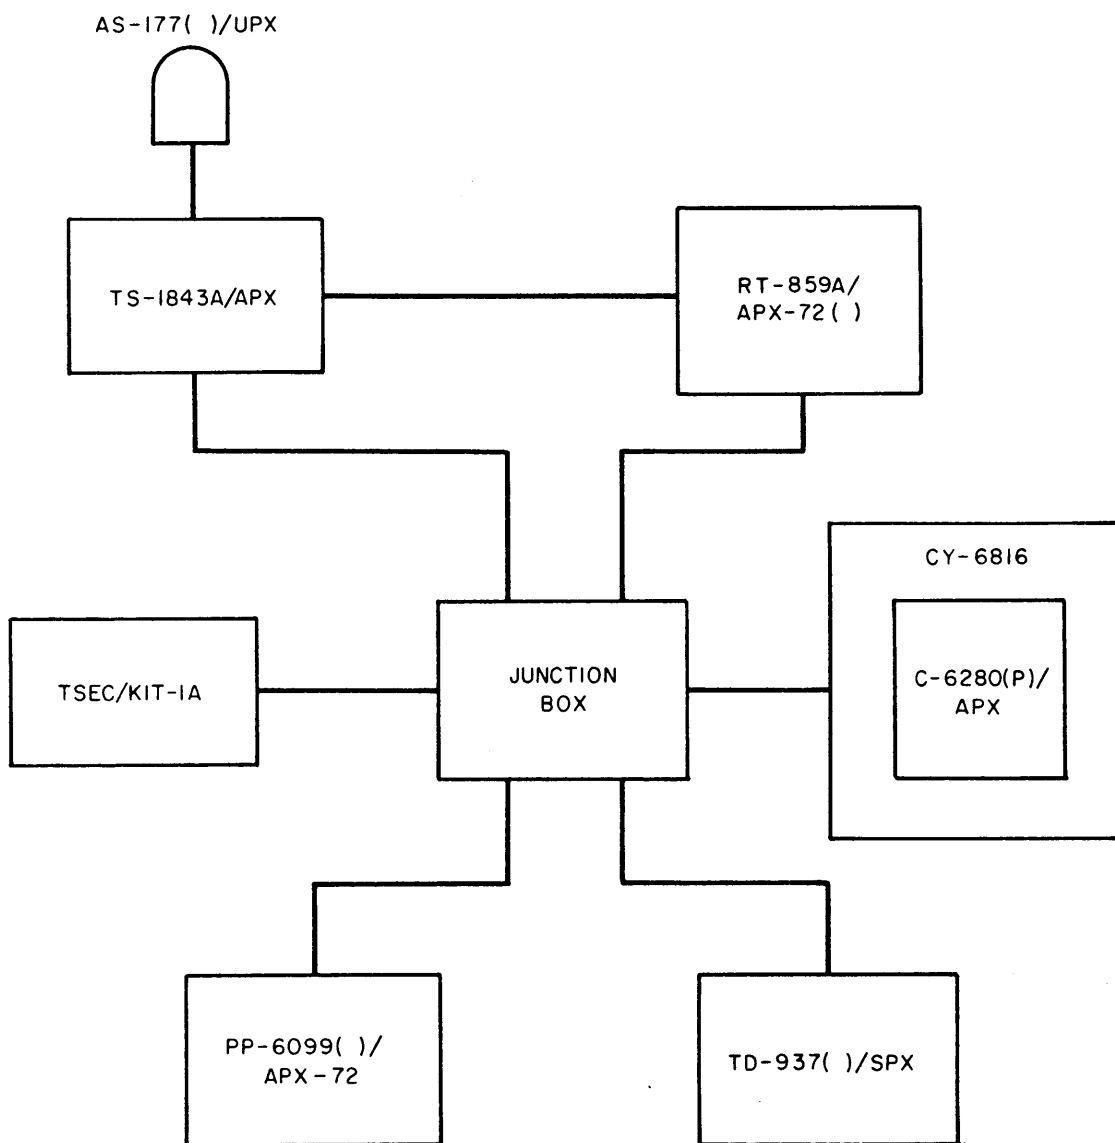 AS-177( )/UPX
TS-1843A/APX
RT-859A/
APX-72( )
CY-6816
C-6280(P)/
APX
TSEC/KIT-1A
JUNCTION
BOX
PP-6099( )/
APX-72
TD-937( )/SPX